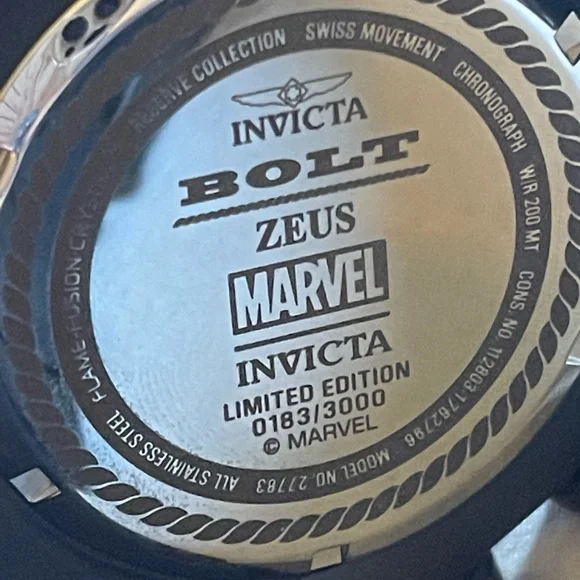 INVICTA
BOLT
ZEUS
MARVEL
INVICTA
LIMITED EDITION
0183/3000
© MARVEL
RESERVE COLLECTION SWISS MOVEMENT CHRONOGRAPH W/R 200 MT CONS. NO. MODEL NO. 27783 ALL STAINLESS STEEL FLAME FUSION CRYSTAL